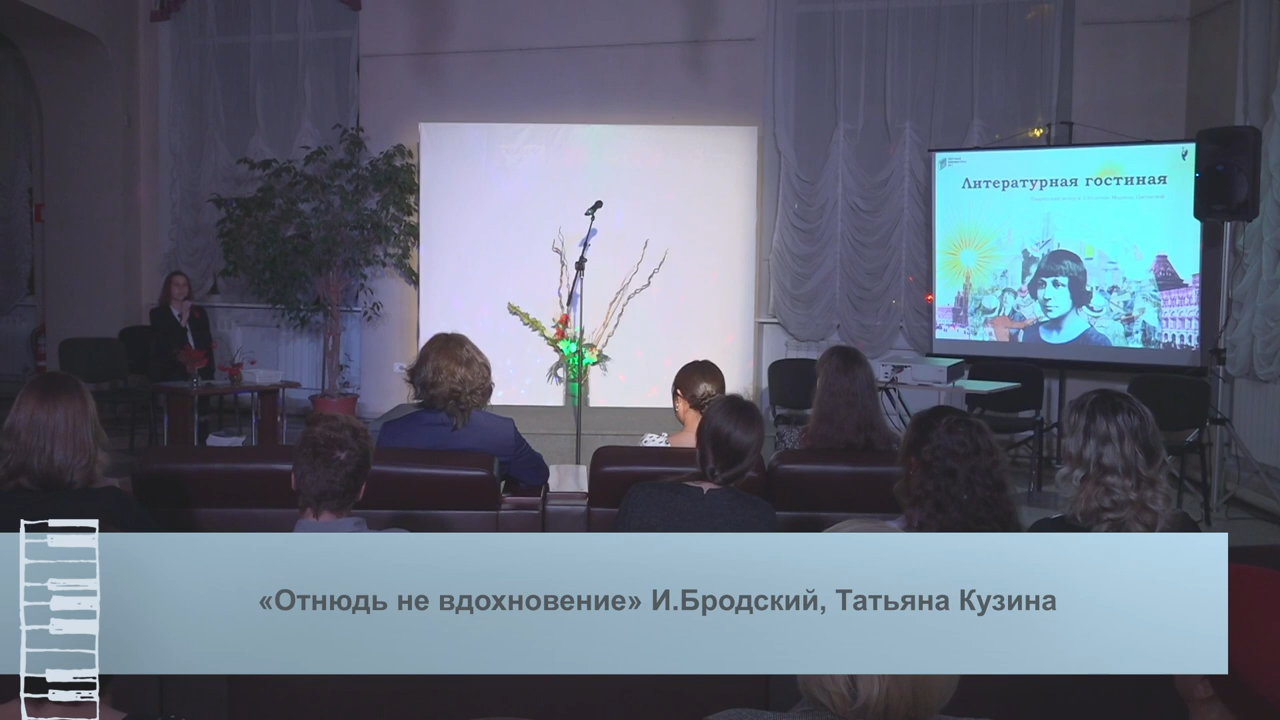 Литературная гостиная
«Отнюдь не вдохновение» И.Бродский, Татьяна Кузина